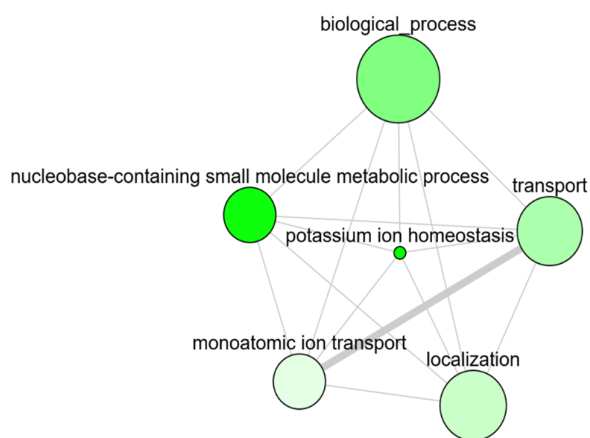 biological_process
nucleobase-containing small molecule metabolic process
transport
potassium ion homeostasis
monoatomic ion transport
localization